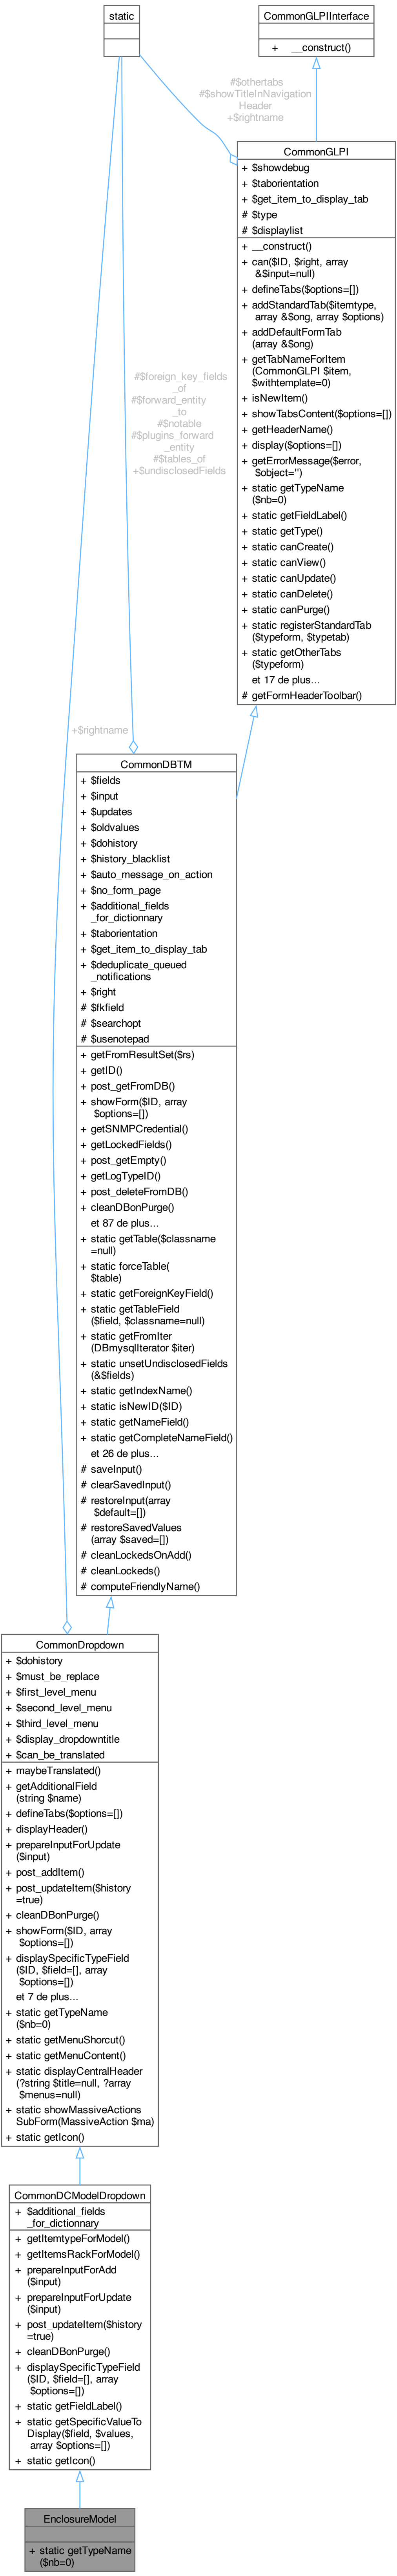 static
CommonGLPIInterface
+ __construct()
#$othertabs
#$showTitleInNavigation
Header
+$rightname
CommonGLPI
+ $showdebug
+ $taborientation
+ $get_item_to_display_tab
# $type
# $displaylist
+ __construct()
+ can($ID, $right, array
&$input=null)
+ defineTabs($options=[])
+ addStandardTab($itemtype,
array &$ong, array $options)
+ addDefaultFormTab
(array &$ong)
+ getTabNameForItem
(CommonGLPI $item,
$withtemplate=0)
+ isNewItem()
+ showTabsContent($options=[])
+ getHeaderName()
+ display($options=[])
+ getErrorMessage($error,
$object='')
+ static getTypeName
($nb=0)
+ static getFieldLabel()
+ static getType()
+ static canCreate()
+ static canView()
+ static canUpdate()
+ static canDelete()
+ static canPurge()
+ static registerStandardTab
($typeform, $typetab)
+ static getOtherTabs
($typeform)
et 17 de plus...
# getFormHeaderToolbar()
#$foreign_key_fields
_of
#$forward_entity
_to
#$notable
#$plugins_forward
_entity
#$tables_of
+$undisclosedFields
+$rightname
CommonDBTM
+ $fields
+ $input
+ $updates
+ $oldvalues
+ $dohistory
+ $history_blacklist
+ $auto_message_on_action
+ $no_form_page
+ $additional_fields
_for_dictionnary
+ $taborientation
+ $get_item_to_display_tab
+ $deduplicate_queued
_notifications
+ $right
# $fkfield
# $searchopt
# $usenotepad
+ getFromResultSet($rs)
+ getID()
+ post_getFromDB()
+ showForm($ID, array
$options=[])
+ getSNMPCredential()
+ getLockedFields()
+ post_getEmpty()
+ getLogTypeID()
+ post_deleteFromDB()
+ cleanDBonPurge()
et 87 de plus...
+ static getTable($classname
=null)
+ static forceTable(
$table)
+ static getForeignKeyField()
+ static getTableField
($field, $classname=null)
+ static getFromIter
(DBmysqlIterator $iter)
+ static unsetUndisclosedFields
(&$fields)
+ static getIndexName()
+ static isNewID($ID)
+ static getNameField()
+ static getCompleteNameField()
et 26 de plus...
# saveInput()
# clearSavedInput()
# restoreInput(array
$default=[])
# restoreSavedValues
(array $saved=[])
# cleanLockedsOnAdd()
# cleanLockeds()
# computeFriendlyName()
CommonDropdown
+ $dohistory
+ $must_be_replace
+ $first_level_menu
+ $second_level_menu
+ $third_level_menu
+ $display_dropdowntitle
+ $can_be_translated
+ maybeTranslated()
+ getAdditionalField
(string $name)
+ defineTabs($options=[])
+ displayHeader()
+ prepareInputForUpdate
($input)
+ post_addItem()
+ post_updateItem($history
=true)
+ cleanDBonPurge()
+ showForm($ID, array
$options=[])
+ displaySpecificTypeField
($ID, $field=[], array
$options=[])
et 7 de plus...
+ static getTypeName
($nb=0)
+ static getMenuShorcut()
+ static getMenuContent()
+ static displayCentralHeader
(?string $title=null, ?array
$menus=null)
+ static showMassiveActions
SubForm(MassiveAction $ma)
+ static getIcon()
CommonDCModelDropdown
+ $additional_fields
_for_dictionnary
+ getItemtypeForModel()
+ getItemsRackForModel()
+ prepareInputForAdd
($input)
+ prepareInputForUpdate
($input)
+ post_updateItem($history
=true)
+ cleanDBonPurge()
+ displaySpecificTypeField
($ID, $field=[], array
$options=[])
+ static getFieldLabel()
+ static getSpecificValueTo
Display($field, $values,
array $options=[])
+ static getIcon()
EnclosureModel
+ static getTypeName
($nb=0)